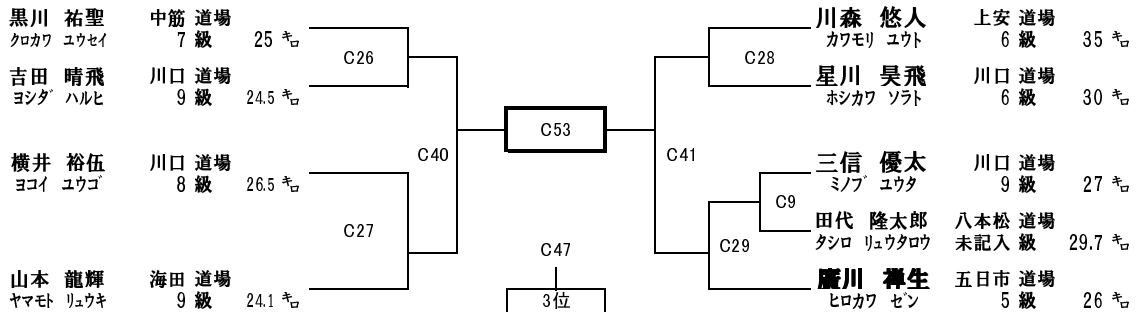 黒川 祐聖 中筋 道場
クロカワ ユウセイ 7 級 25 キロ
C26
吉田 晴飛 川口 道場
ヨシダ ハルヒ 9 級 24.5 キロ
C40
横井 裕伍 川口 道場
ヨコイ ユウゴ 8 級 26.5 キロ
C27
山本 龍輝 海田 道場
ヤマモト リュウキ 9 級 24.1 キロ
C53
C47
3位
川森 悠人 上安 道場
カワモリ ユウト 6 級 35 キロ
C28
星川 昊飛 川口 道場
ホシカワ ソラト 6 級 30 キロ
C41
三信 優太 川口 道場
ミノブ ユウタ 9 級 27 キロ
C9
田代 隆太郎 八本松 道場
タシロ リュウタロウ 未記入 級 29.7 キロ
C29
廣川 禅生 五日市 道場
ヒロカワ ゼン 5 級 26 キロ